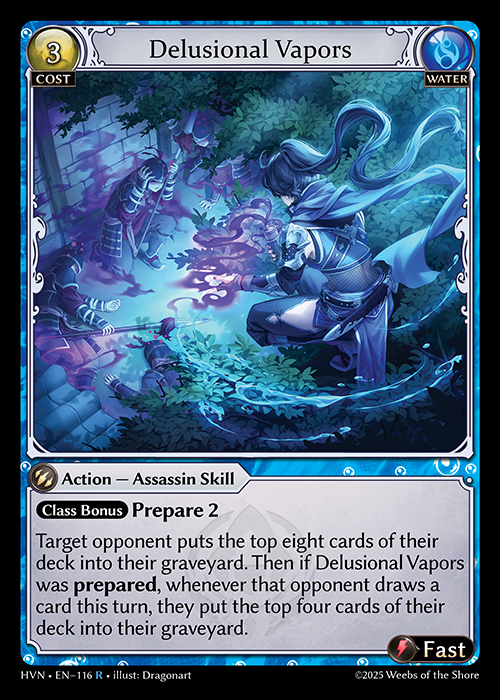 3
Delusional Vapors
COST
WATER
Action — Assassin Skill
Class Bonus Prepare 2
Target opponent puts the top eight cards of their
deck into their graveyard. Then if Delusional Vapors
was prepared, whenever that opponent draws a
card this turn, they put the top four cards of their
deck into their graveyard.
Fast
HVN • EN-116 R • illust: Dragonart
©2025 Weebs of the Shore